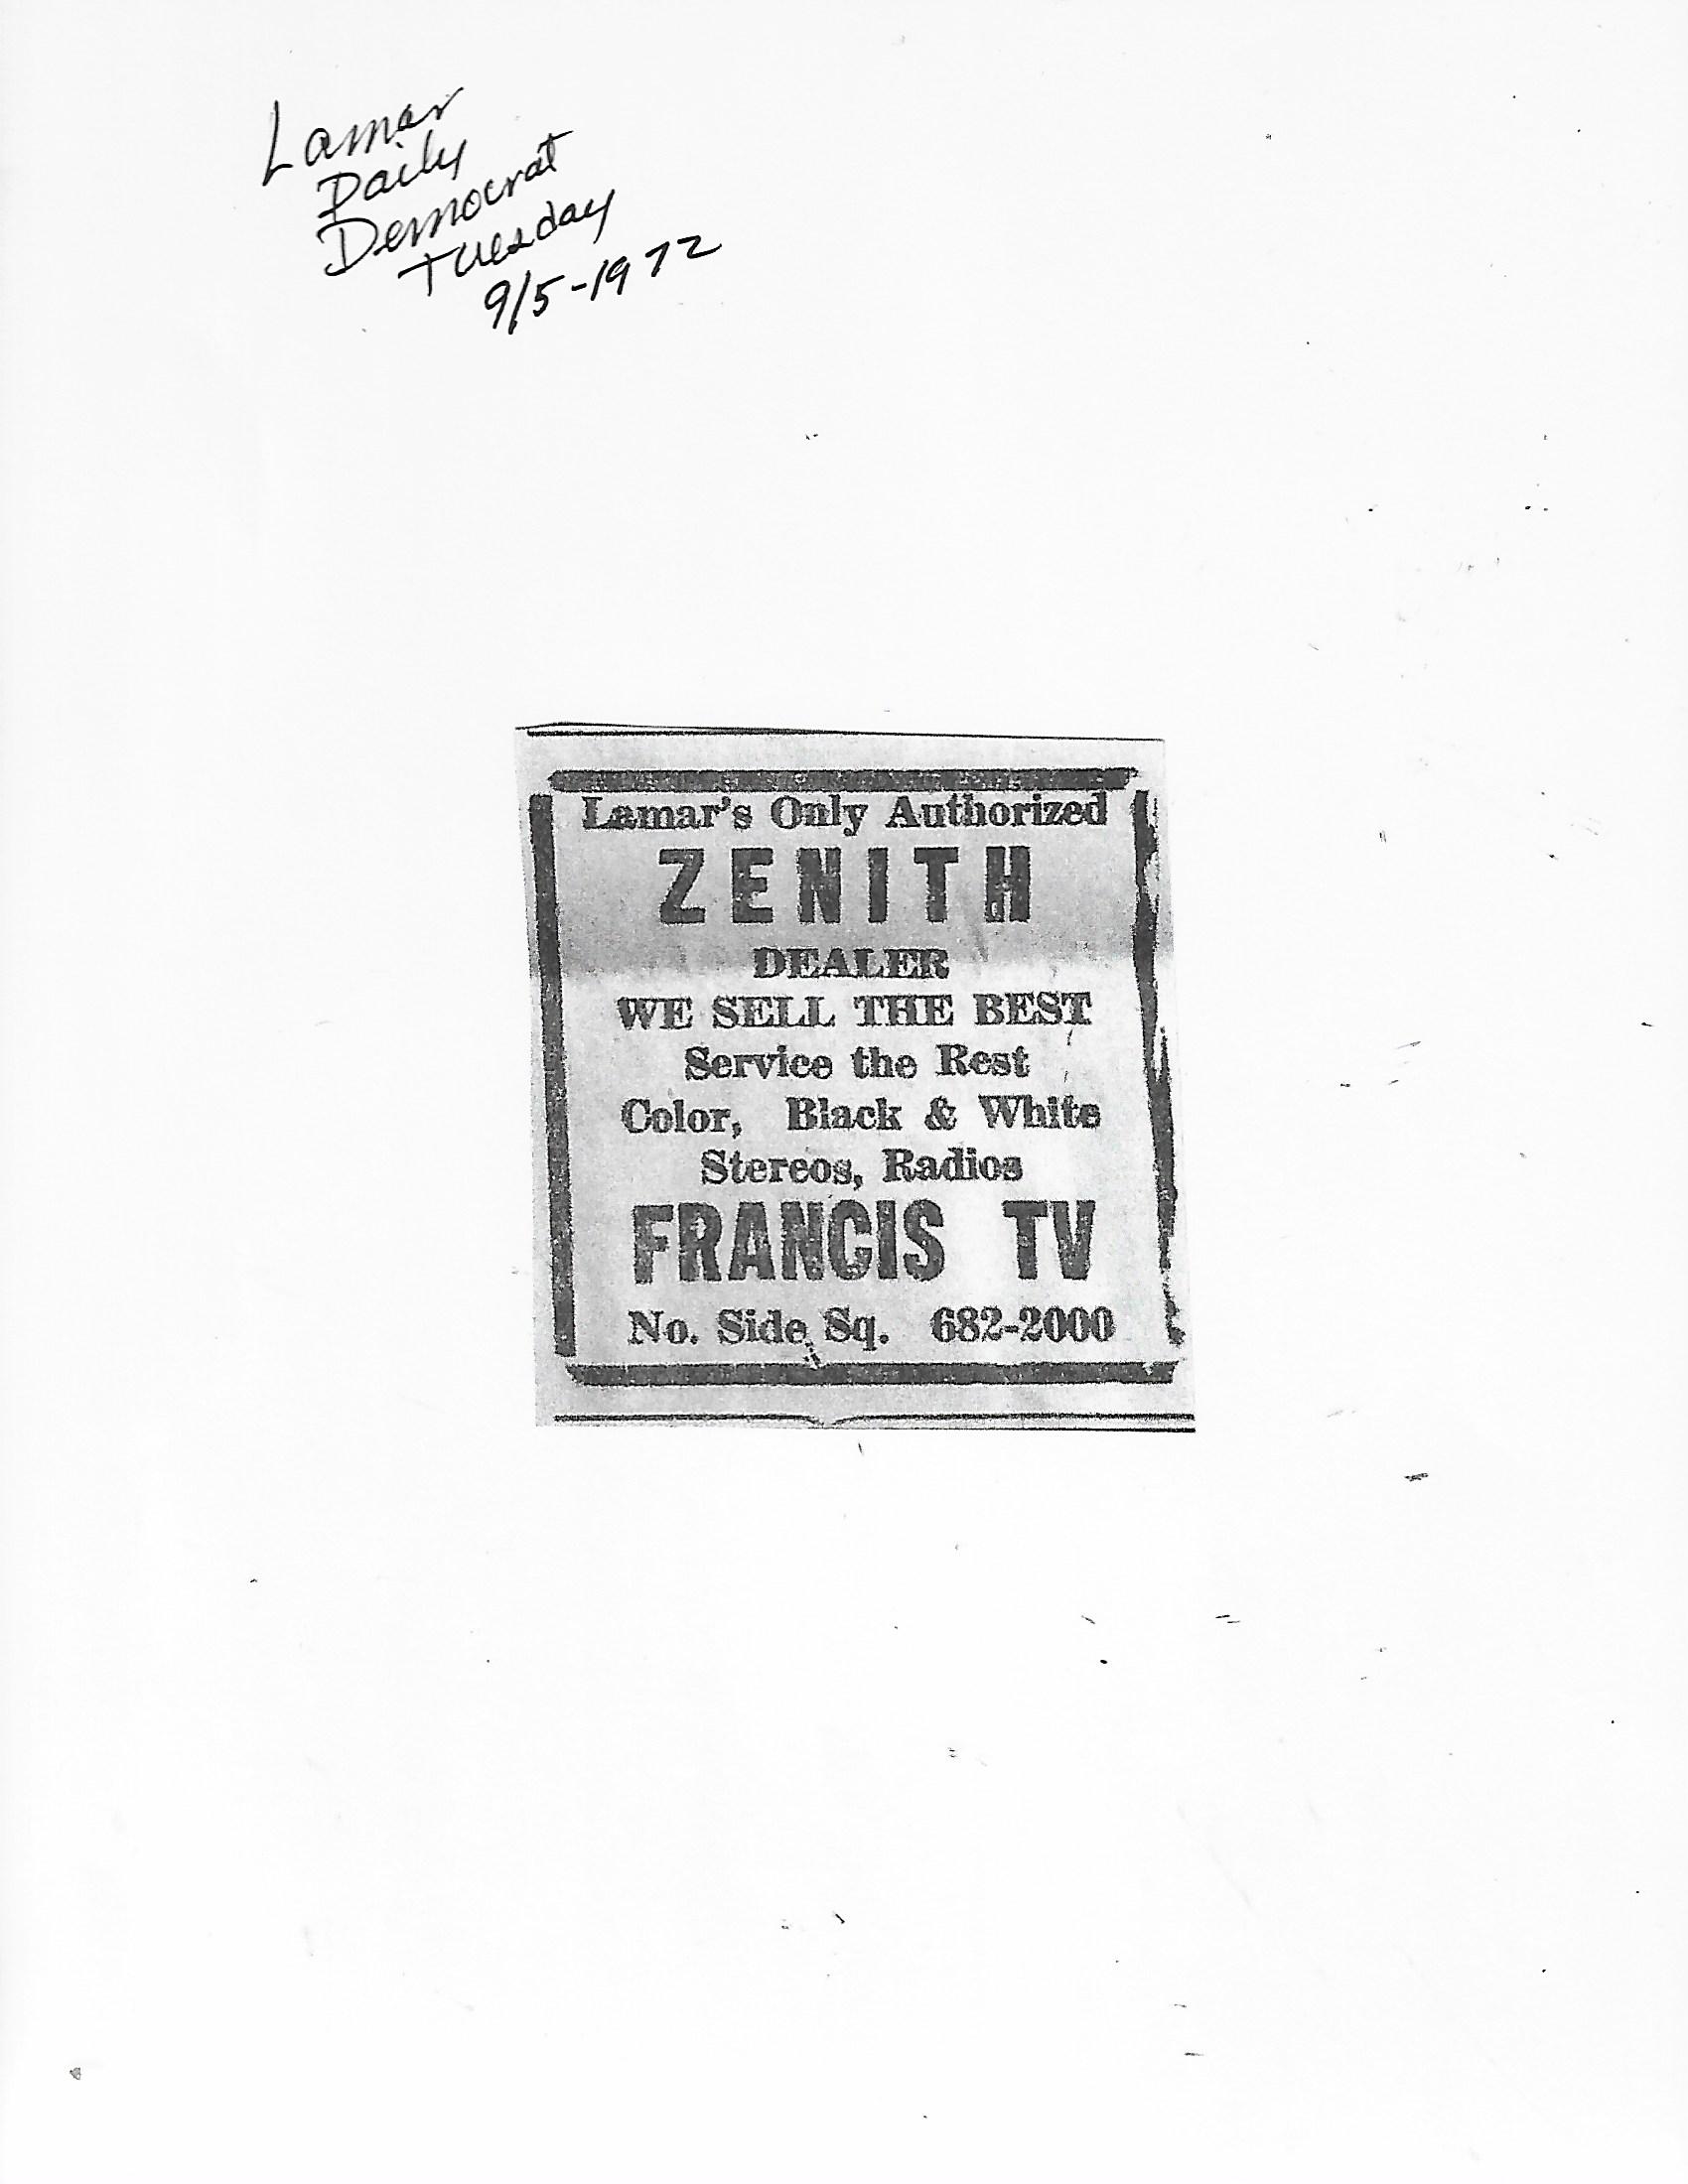 Lamar
Daily
Democrat
Tuesday
9/5-1972
Lamar's Only Authorized
ZENITH
DEALER
WE SELL THE BEST
Service the Rest
Color, Black & White
Stereos, Radios
FRANCIS TV
No. Side Sq. 682-2000